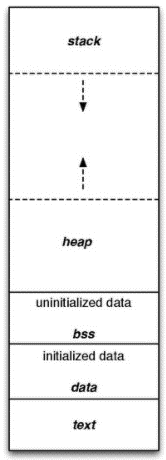 stack
heap
uninitialized data
bss
initialized data
data
text